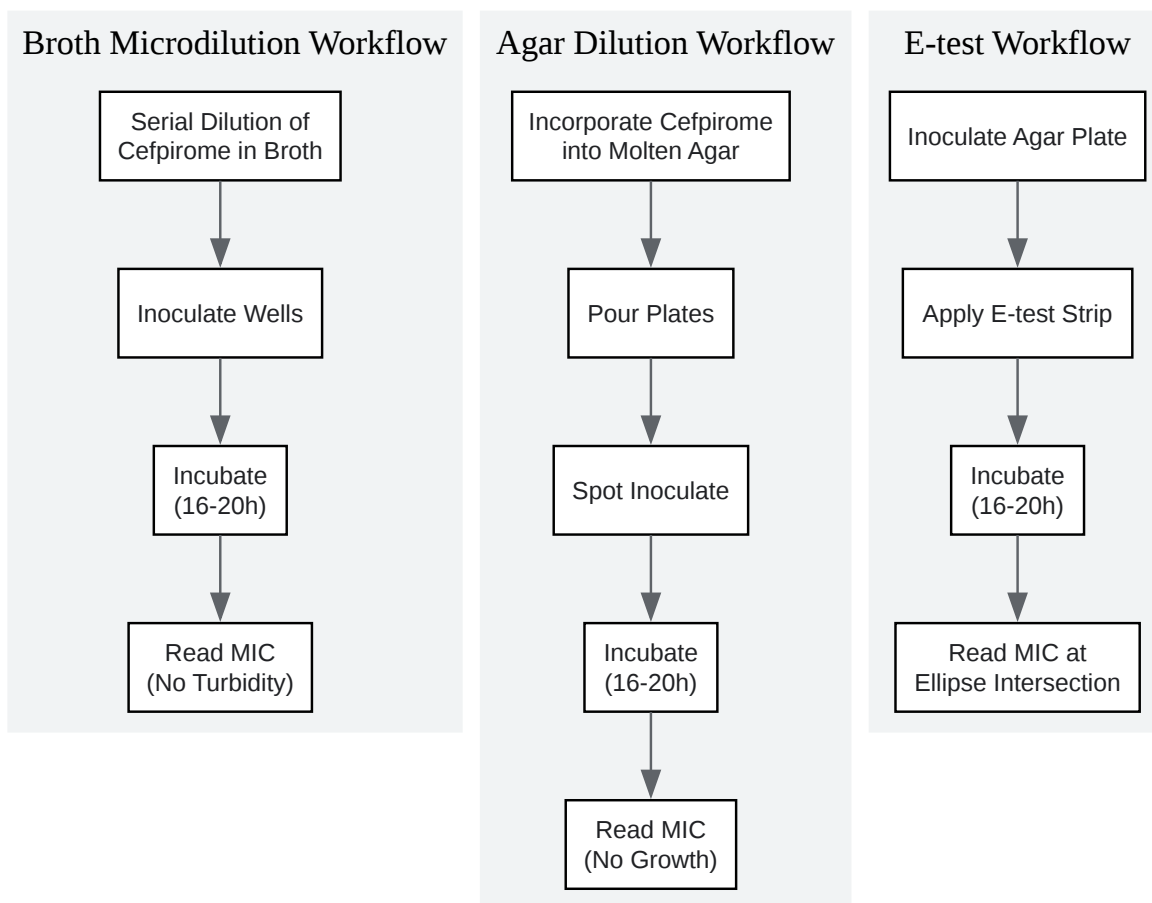 Broth Microdilution Workflow
Serial Dilution of
Cefpirome in Broth
Inoculate Wells
Incubate
(16-20h)
Read MIC
(No Turbidity)
Agar Dilution Workflow
Incorporate Cefpirome
into Molten Agar
Pour Plates
Spot Inoculate
Incubate
(16-20h)
Read MIC
(No Growth)
E-test Workflow
Inoculate Agar Plate
Apply E-test Strip
Incubate
(16-20h)
Read MIC at
Ellipse Intersection